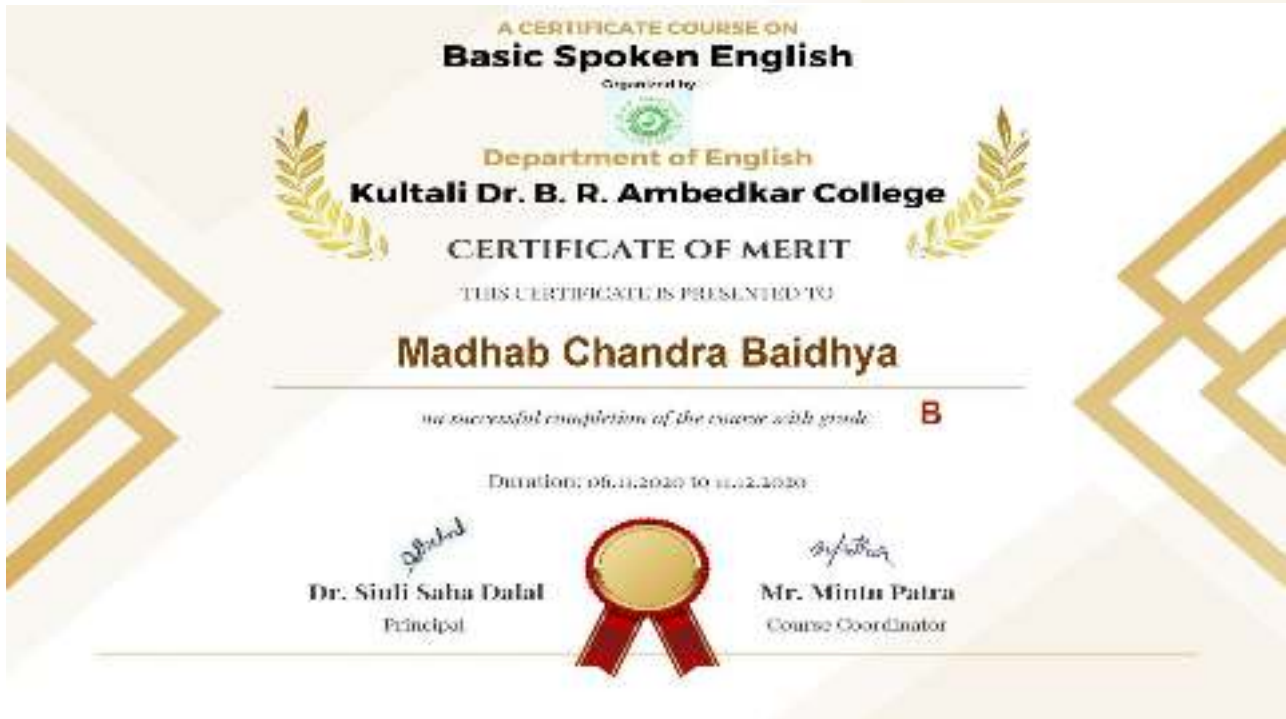 A CERTIFICATE COURSE ON
Basic Spoken English
Organized by
Department of English
Kultali Dr. B. R. Ambedkar College
CERTIFICATE OF MERIT
THIS CERTIFICATE IS PRESENTED TO
Madhab Chandra Baidhya
on successful completion of the course with grade B
Duration: 06.11.2020 to 11.12.2020
Dr. Siuli Saha Dalal
Mr. Mintu Patra
Principal
Course Coordinator